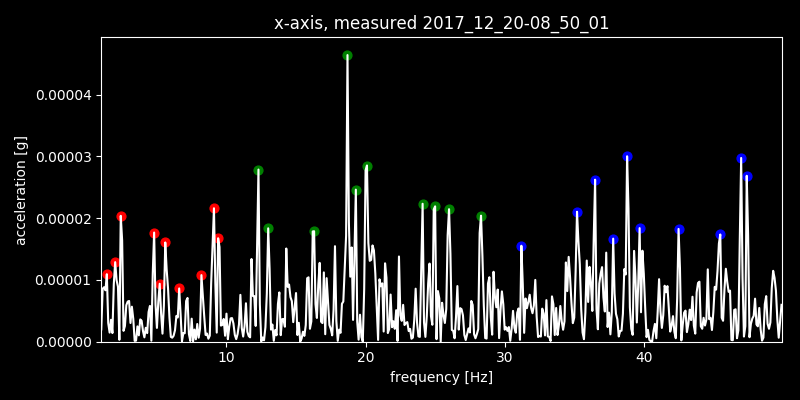 x-axis, measured 2017_12_20-08_50_01
0.00004
0.00003
0.00002
0.00001
0.00000
acceleration [g]
10 20 30 40
frequency [Hz]